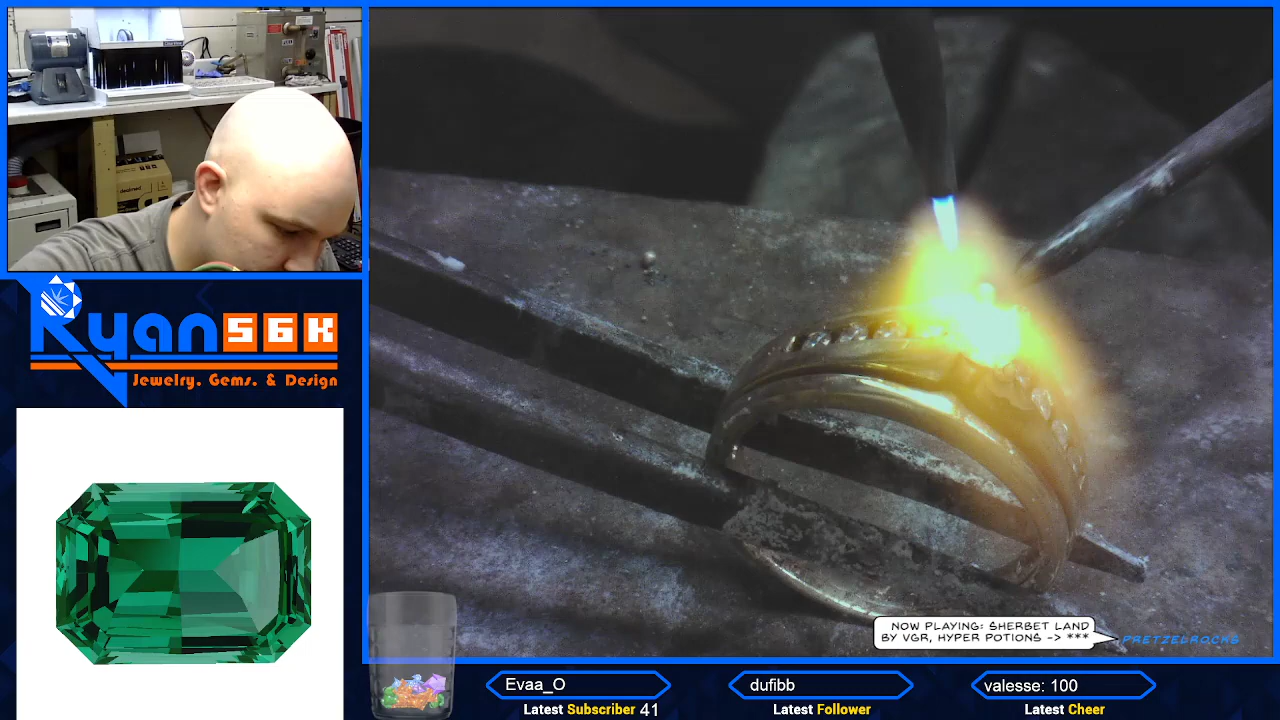 Ryan S6K
Jewelry, Gems, & Design
NOW PLAYING: SHERBET LAND
BY VGR, HYPER POTIONS -> ***
PRETZELROCKS
Evaa_O
Latest Subscriber 41
dufibb
Latest Follower
valesse: 100
Latest Cheer